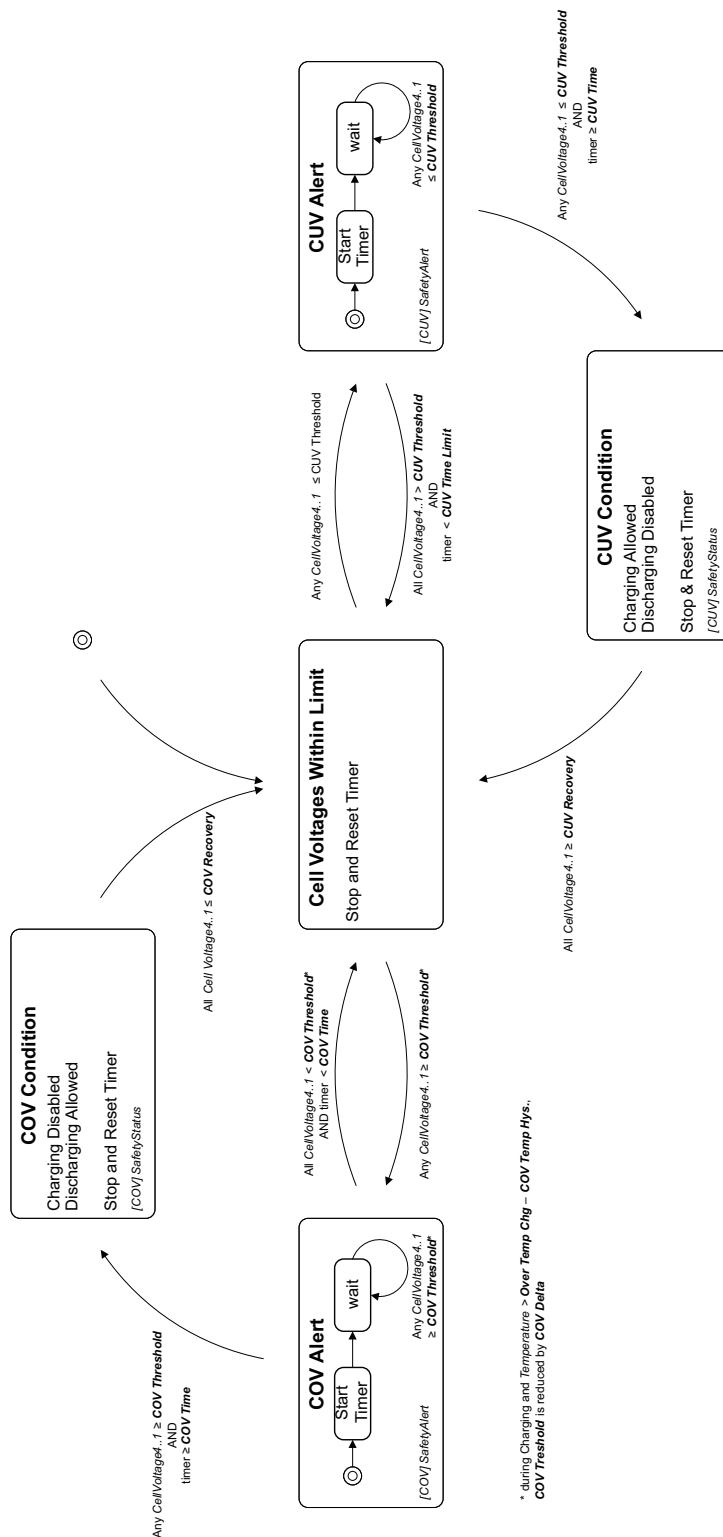 COV Condition
Charging Disabled
Discharging Allowed
Stop and Reset Timer
[COV] SafetyStatus
Any CellVoltage4..1 ≥ COV Threshold
AND
timer ≥ COV Time
All Cell Voltage4..1 ≤ COV Recovery
COV Alert
Start
Timer
wait
Any CellVoltage4..1
≥ COV Threshold*
[COV] SafetyAlert
All CellVoltage4..1 < COV Threshold*
AND timer < COV Time
Any CellVoltage4..1 ≥ COV Threshold*
Cell Voltages Within Limit
Stop and Reset Timer
Any CellVoltage4..1 ≤ CUV Threshold
All CellVoltage4..1 > CUV Threshold
AND
timer < CUV Time Limit
CUV Alert
Start
Timer
wait
Any CellVoltage4..1
≤ CUV Threshold
[CUV] SafetyAlert
Any CellVoltage4..1 ≤ CUV Threshold
AND
timer ≥ CUV Time
All CellVoltage4..1 ≥ CUV Recovery
CUV Condition
Charging Allowed
Discharging Disabled
Stop & Reset Timer
[CUV] SafetyStatus
* during Charging and Temperature > Over Temp Chg – COV Temp Hys.,
COV Treshold is reduced by COV Delta